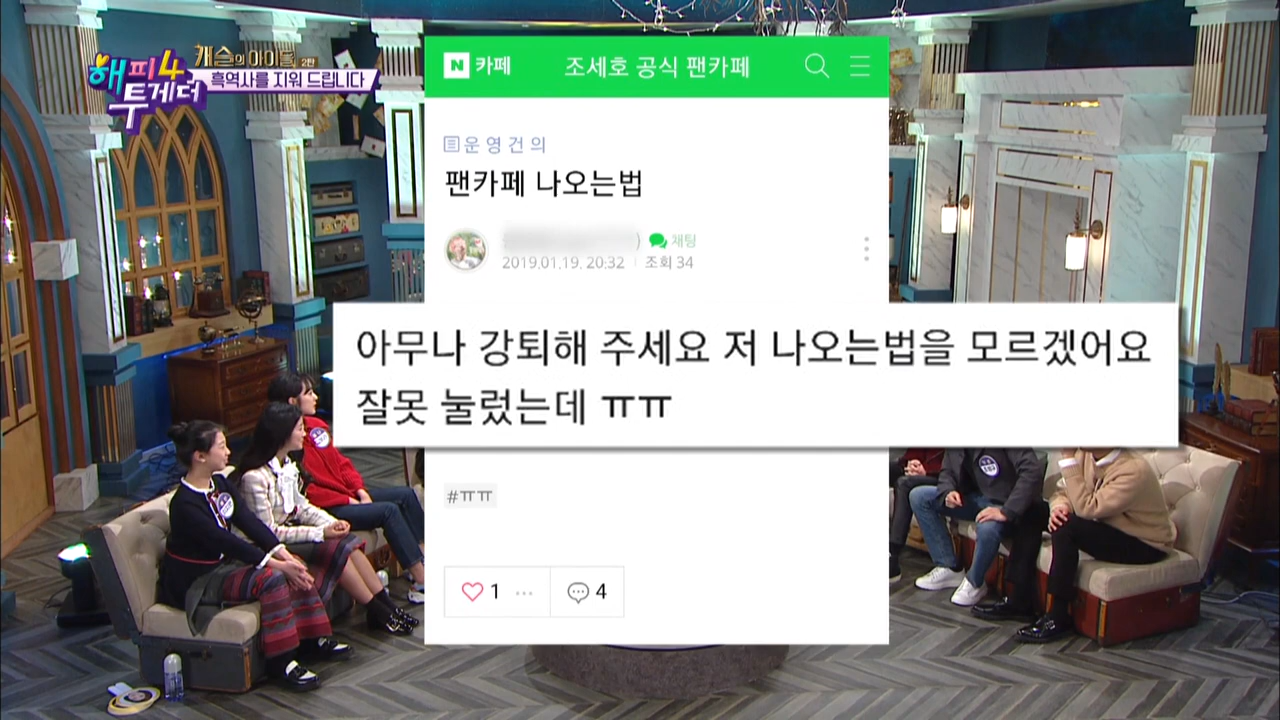 해피투게더4
캐슬의 아이돌 2탄
흑역사를 지워 드립니다
N 카페
조세호 공식 팬카페
운영건의
팬카페 나오는법
채팅
2019.01.19. 20:32
조회 34
아무나 강퇴해 주세요 저 나오는법을 모르겠어요
잘못 눌렀는데 ㅠㅠ
#ㅠㅠ
1
4